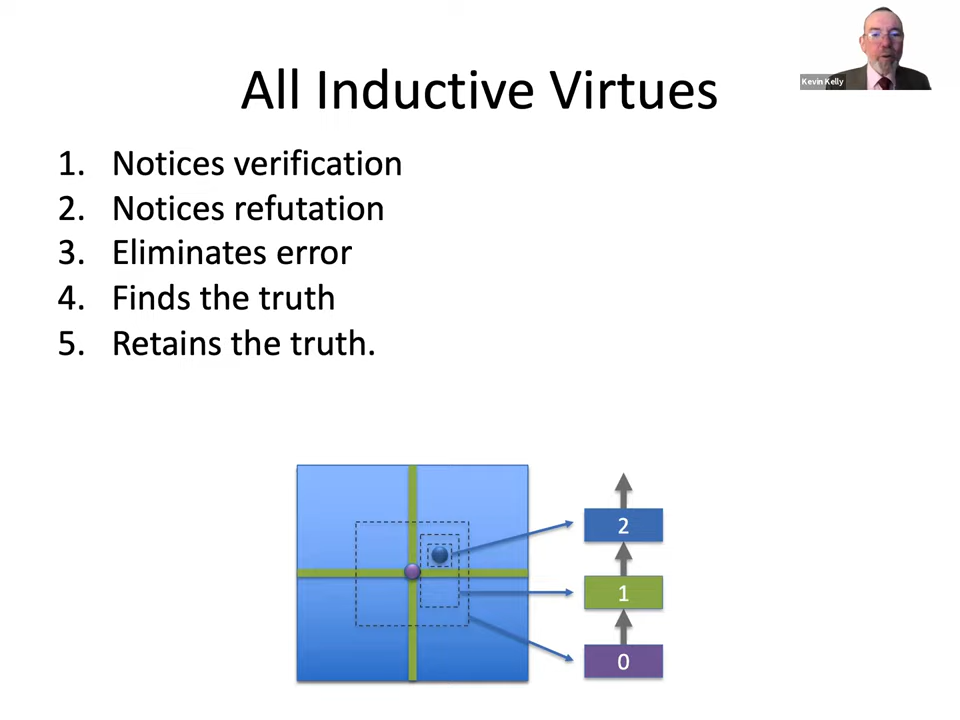 Kevin Kelly
All Inductive Virtues
1. Notices verification
2. Notices refutation
3. Eliminates error
4. Finds the truth
5. Retains the truth.
2
1
0